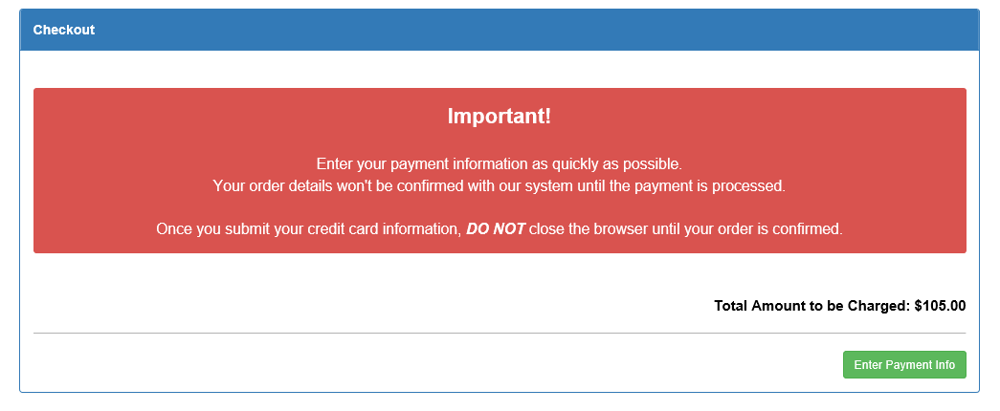 Checkout
Important!
Enter your payment information as quickly as possible.
Your order details won't be confirmed with our system until the payment is processed.
Once you submit your credit card information, DO NOT close the browser until your order is confirmed.
Total Amount to be Charged: $105.00
Enter Payment Info